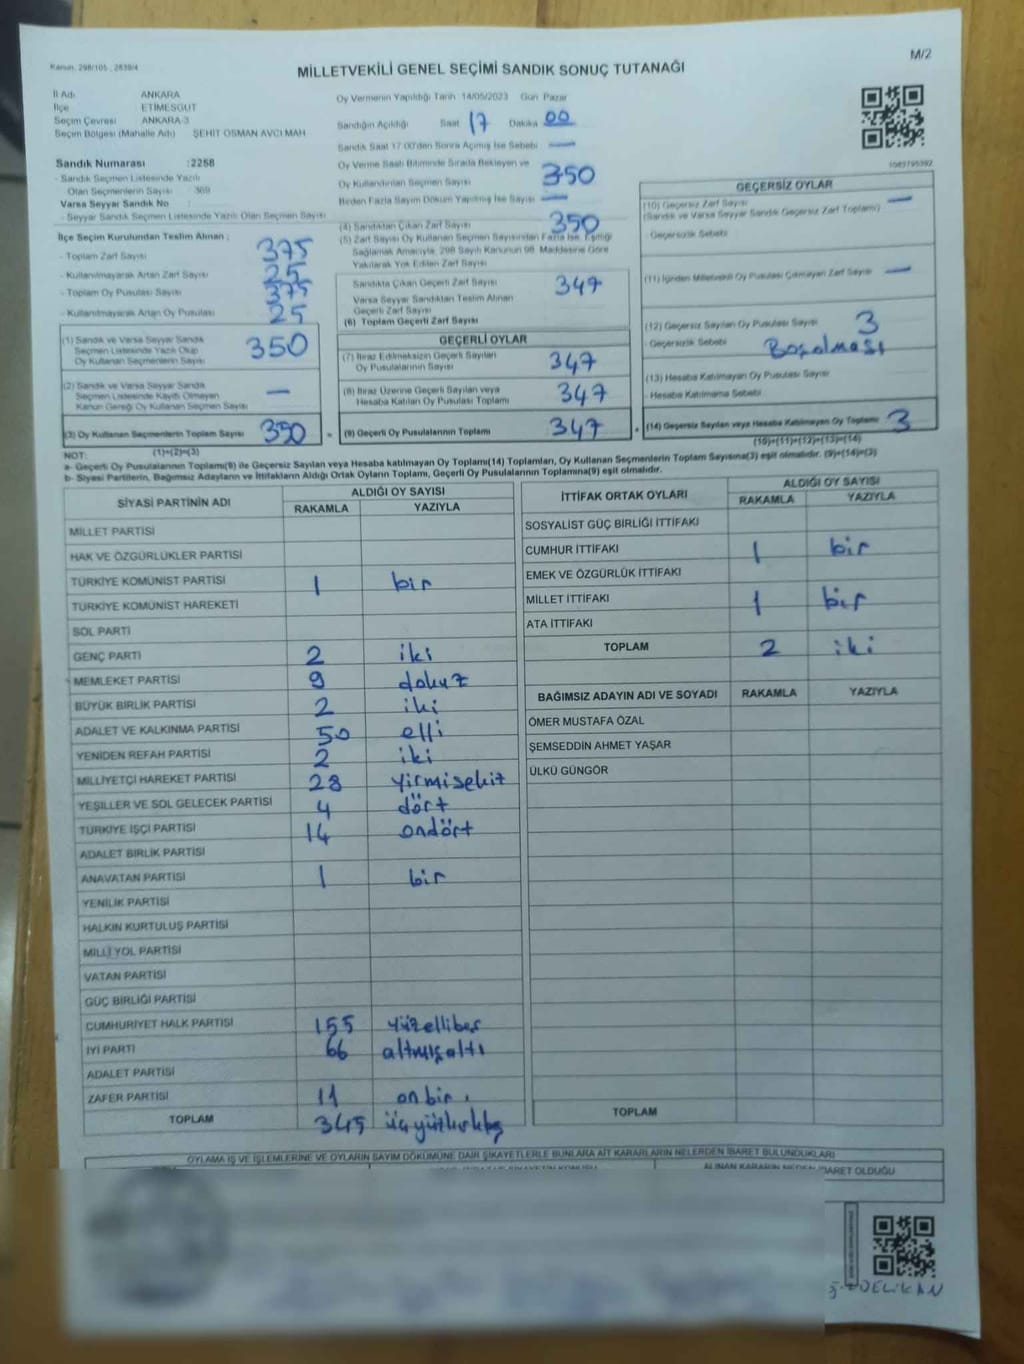 Kanun: 298/105, 2839/4
M/2
MİLLETVEKİLİ GENEL SEÇİMİ SANDIK SONUÇ TUTANAĞI
İl Adı ANKARA
İlçe ETİMESGUT
Seçim Çevresi ANKARA-3
Seçim Bölgesi (Mahalle Adı) ŞEHİT OSMAN AVCI MAH
Sandık Numarası :2258
- Sandık Seçmen Listesinde Yazılı
Olan Seçmenlerin Sayısı : 369
Varsa Seyyar Sandık No :
- Seyyar Sandık Seçmen Listesinde Yazılı Olan Seçmen Sayısı
İlçe Seçim Kurulundan Teslim Alınan ;
- Toplam Zarf Sayısı 375
- Kullanılmayarak Artan Zarf Sayısı 25
- Toplam Oy Pusulası Sayısı 375
- Kullanılmayarak Artan Oy Pusulası 25
(1) Sandık ve Varsa Seyyar Sandık
Seçmen Listesinde Yazılı Olup
Oy Kullanan Seçmenlerin Sayısı 350
(2) Sandık ve Varsa Seyyar Sandık
Seçmen Listesinde Kayıtlı Olmayan
Kanun Gereği Oy Kullanan Seçmen Sayısı —
(3) Oy Kullanan Seçmenlerin Toplam Sayısı 350
(1)+(2)=(3)
Oy Vermenin Yapıldığı Tarih 14/05/2023 Gün Pazar
Sandığın Açıldığı Saat 17 Dakika 00
Sandık Saat 17:00'den Sonra Açılmış İse Sebebi —
Oy Verme Saati Bitiminde Sırada Bekleyen ve
Oy Kullandırılan Seçmen Sayısı 350
Birden Fazla Sayım Döküm Yapılmış İse Sayısı —
(4) Sandıktan Çıkan Zarf Sayısı 350
(5) Zarf Sayısı Oy Kullanan Seçmen Sayısından Fazla İse, Eşitliği
Sağlamak Amacıyla, 298 Sayılı Kanunun 98. Maddesine Göre
Yakılarak Yok Edilen Zarf Sayısı
Sandıkta Çıkan Geçerli Zarf Sayısı 347
Varsa Seyyar Sandıktan Teslim Alınan
Geçerli Zarf Sayısı
(6) Toplam Geçerli Zarf Sayısı
GEÇERLİ OYLAR
(7) İtiraz Edilmeksizin Geçerli Sayılan
Oy Pusulalarının Sayısı 347
(8) İtiraz Üzerine Geçerli Sayılan veya
Hesaba Katılan Oy Pusulası Toplamı 347
= (9) Geçerli Oy Pusulalarının Toplamı 347
GEÇERSİZ OYLAR
(10) Geçersiz Zarf Sayısı —
(Sandık ve Varsa Seyyar Sandık Geçersiz Zarf Toplamı)
- Geçersizlik Sebebi
(11) İçinden Milletvekili Oy Pusulası Çıkmayan Zarf Sayısı —
(12) Geçersiz Sayılan Oy Pusulası Sayısı 3
- Geçersizlik Sebebi Boş olması
(13) Hesaba Katılmayan Oy Pusulası Sayısı
- Hesaba Katılmama Sebebi
+ (14) Geçersiz Sayılan veya Hesaba Katılmayan Oy Toplamı 3
(10)+(11)+(12)+(13)=(14)
NOT:
a- Geçerli Oy Pusulalarının Toplamı(9) ile Geçersiz Sayılan veya Hesaba katılmayan Oy Toplamı(14) Toplamları, Oy Kullanan Seçmenlerin Toplam Sayısına(3) eşit olmalıdır. (9)+(14)=(3)
b- Siyasi Partilerin, Bağımsız Adayların ve İttifakların Aldığı Ortak Oyların Toplamı, Geçerli Oy Pusulalarının Toplamına(9) eşit olmalıdır.
SİYASİ PARTİNİN ADI ALDIĞI OY SAYISI
RAKAMLA YAZIYLA
MİLLET PARTİSİ
HAK VE ÖZGÜRLÜKLER PARTİSİ
TÜRKİYE KOMÜNİST PARTİSİ 1 bir
TÜRKİYE KOMÜNİST HAREKETİ
SOL PARTİ
GENÇ PARTİ 2 iki
MEMLEKET PARTİSİ 9 dokuz
BÜYÜK BİRLİK PARTİSİ 2 iki
ADALET VE KALKINMA PARTİSİ 50 elli
YENİDEN REFAH PARTİSİ 2 iki
MİLLİYETÇİ HAREKET PARTİSİ 28 yirmisekiz
YEŞİLLER VE SOL GELECEK PARTİSİ 4 dört
TÜRKİYE İŞÇİ PARTİSİ 14 ondört
ADALET BİRLİK PARTİSİ
ANAVATAN PARTİSİ 1 bir
YENİLİK PARTİSİ
HALKIN KURTULUŞ PARTİSİ
MİLLİ YOL PARTİSİ
VATAN PARTİSİ
GÜÇ BİRLİĞİ PARTİSİ
CUMHURİYET HALK PARTİSİ 155 yüzellibeş
İYİ PARTİ 66 altmışaltı
ADALET PARTİSİ
ZAFER PARTİSİ 11 onbir
TOPLAM 345 üçyüzkırkbeş
İTTİFAK ORTAK OYLARI ALDIĞI OY SAYISI
RAKAMLA YAZIYLA
SOSYALİST GÜÇ BİRLİĞİ İTTİFAKI
CUMHUR İTTİFAKI 1 bir
EMEK VE ÖZGÜRLÜK İTTİFAKI
MİLLET İTTİFAKI 1 bir
ATA İTTİFAKI
TOPLAM 2 iki
BAĞIMSIZ ADAYIN ADI VE SOYADI RAKAMLA YAZIYLA
ÖMER MUSTAFA ÖZAL
ŞEMSEDDİN AHMET YAŞAR
ÜLKÜ GÜNGÖR
TOPLAM
OYLAMA İŞ VE İŞLEMLERİNE VE OYLARIN SAYIM DÖKÜMÜNE DAİR ŞİKAYETLERLE BUNLARA AİT KARARLARIN NELERDEN İBARET BULUNDUKLARI
ALINAN KARARIN NEDEN İBARET OLDUĞU
DELİKAN